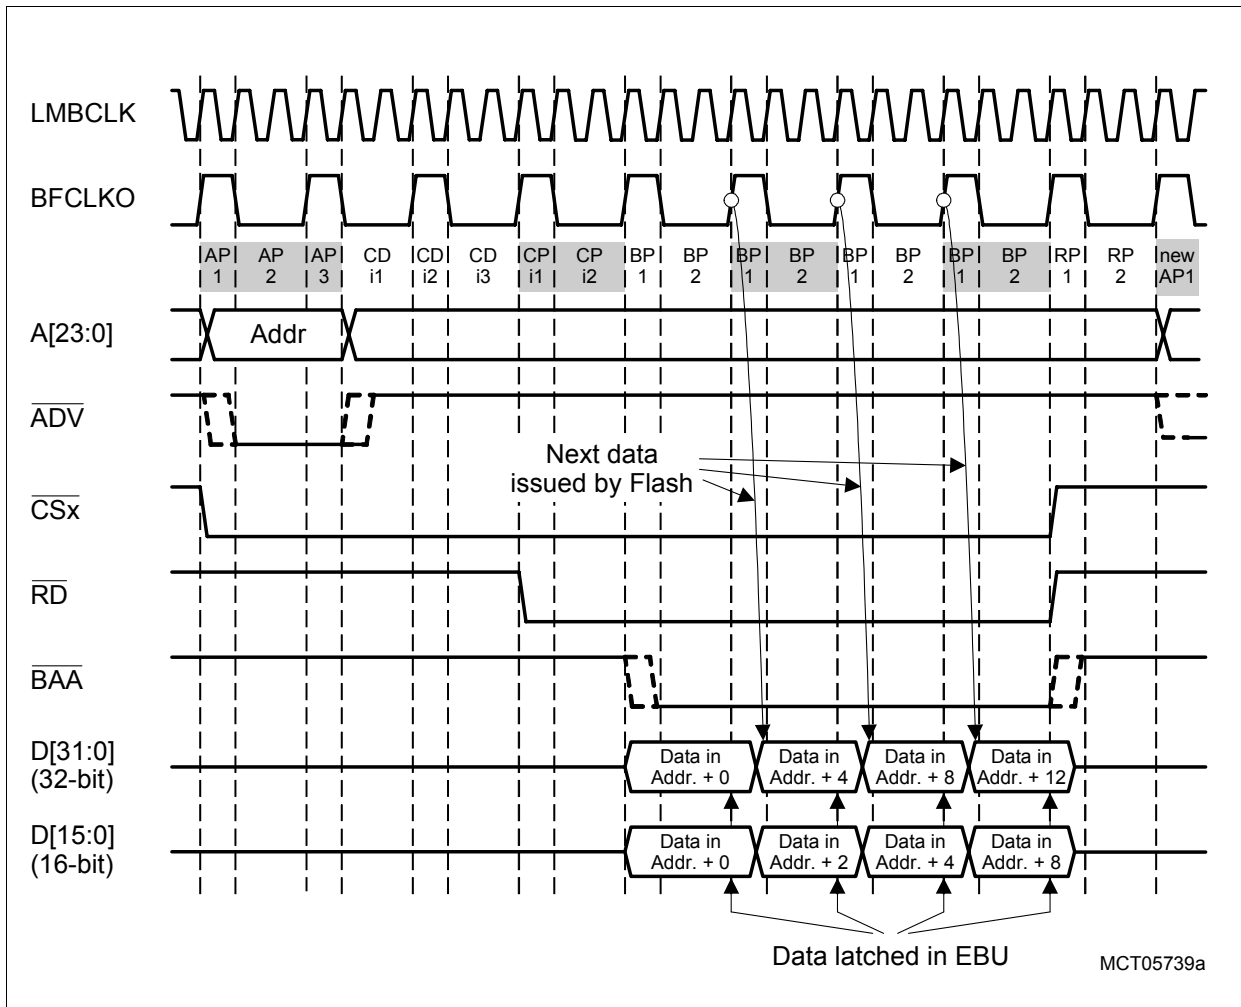 LMBCLK
BFCLKO
AP 1
AP 2
AP 3
CD i1
CD i2
CD i3
CP i1
CP i2
BP 1
BP 2
BP 1
BP 2
BP 1
BP 2
BP 1
BP 2
RP 1
RP 2
new AP1
A[23:0]
Addr
ADV
Next data
issued by Flash
CSx
RD
BAA
D[31:0]
(32-bit)
Data in
Addr. + 0
Data in
Addr. + 4
Data in
Addr. + 8
Data in
Addr. + 12
D[15:0]
(16-bit)
Data in
Addr. + 0
Data in
Addr. + 2
Data in
Addr. + 4
Data in
Addr. + 8
Data latched in EBU
MCT05739a